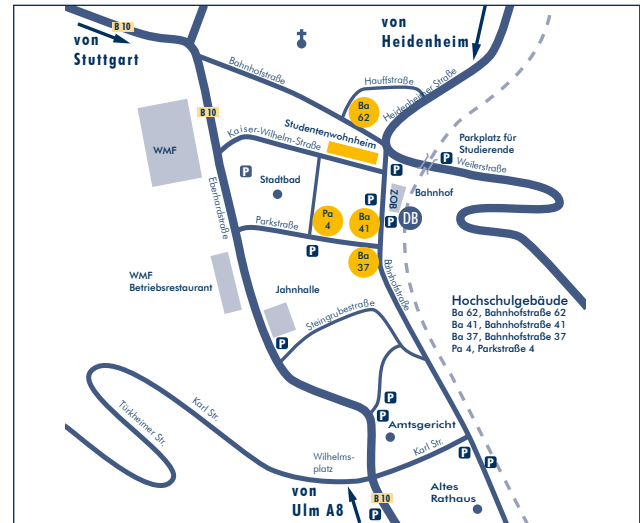 B 10
von
Stuttgart
von
Heidenheim
Bahnhofstraße
Hauffstraße
Heidenheimer Straße
Ba
62
B 10
Kaiser-Wilhelm-Straße
Studentenwohnheim
Parkplatz für
Studierende
P
Weilerstraße
WMF
P
P
Stadtbad
P
ZOB
Bahnhof
Eberhardstraße
Parkstraße
Pa
4
Ba
41
P
DB
P
Ba
37
Bahnhofstraße
WMF
Betriebsrestaurant
Jahnhalle
Steingrubestraße
P
Hochschulgebäude
Ba 62, Bahnhofstraße 62
Ba 41, Bahnhofstraße 41
Ba 37, Bahnhofstraße 37
Pa 4, Parkstraße 4
Türkheimer Str.
Karl Str.
P
P
Amtsgericht
Karl Str.
P
P
Wilhelms-
platz
von
Ulm A8
B 10
P
Altes
Rathaus